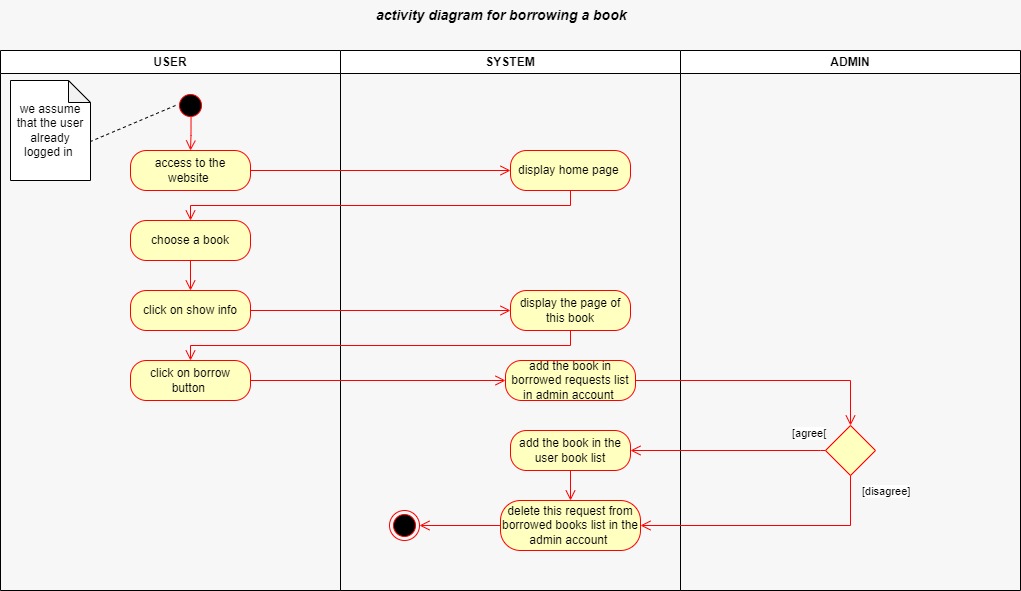 activity diagram for borrowing a book
USER
SYSTEM
ADMIN
we assume
that the user
already
logged in
access to the
website
display home page
choose a book
click on show info
display the page of
this book
click on borrow
button
add the book in
borrowed requests list
in admin account
[agree[
add the book in the
user book list
[disagree]
delete this request from
borrowed books list in the
admin account